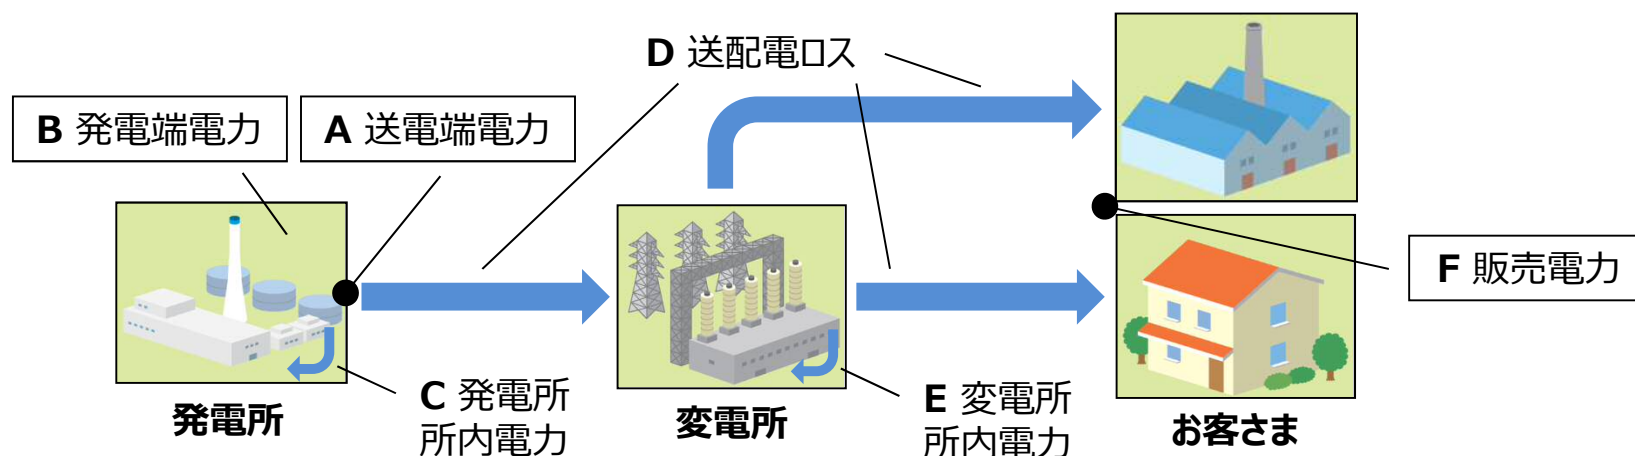 D 送配電ロス
B 発電端電力
A 送電端電力
F 販売電力
C 発電所
所内電力
E 変電所
所内電力
発電所
変電所
お客さま